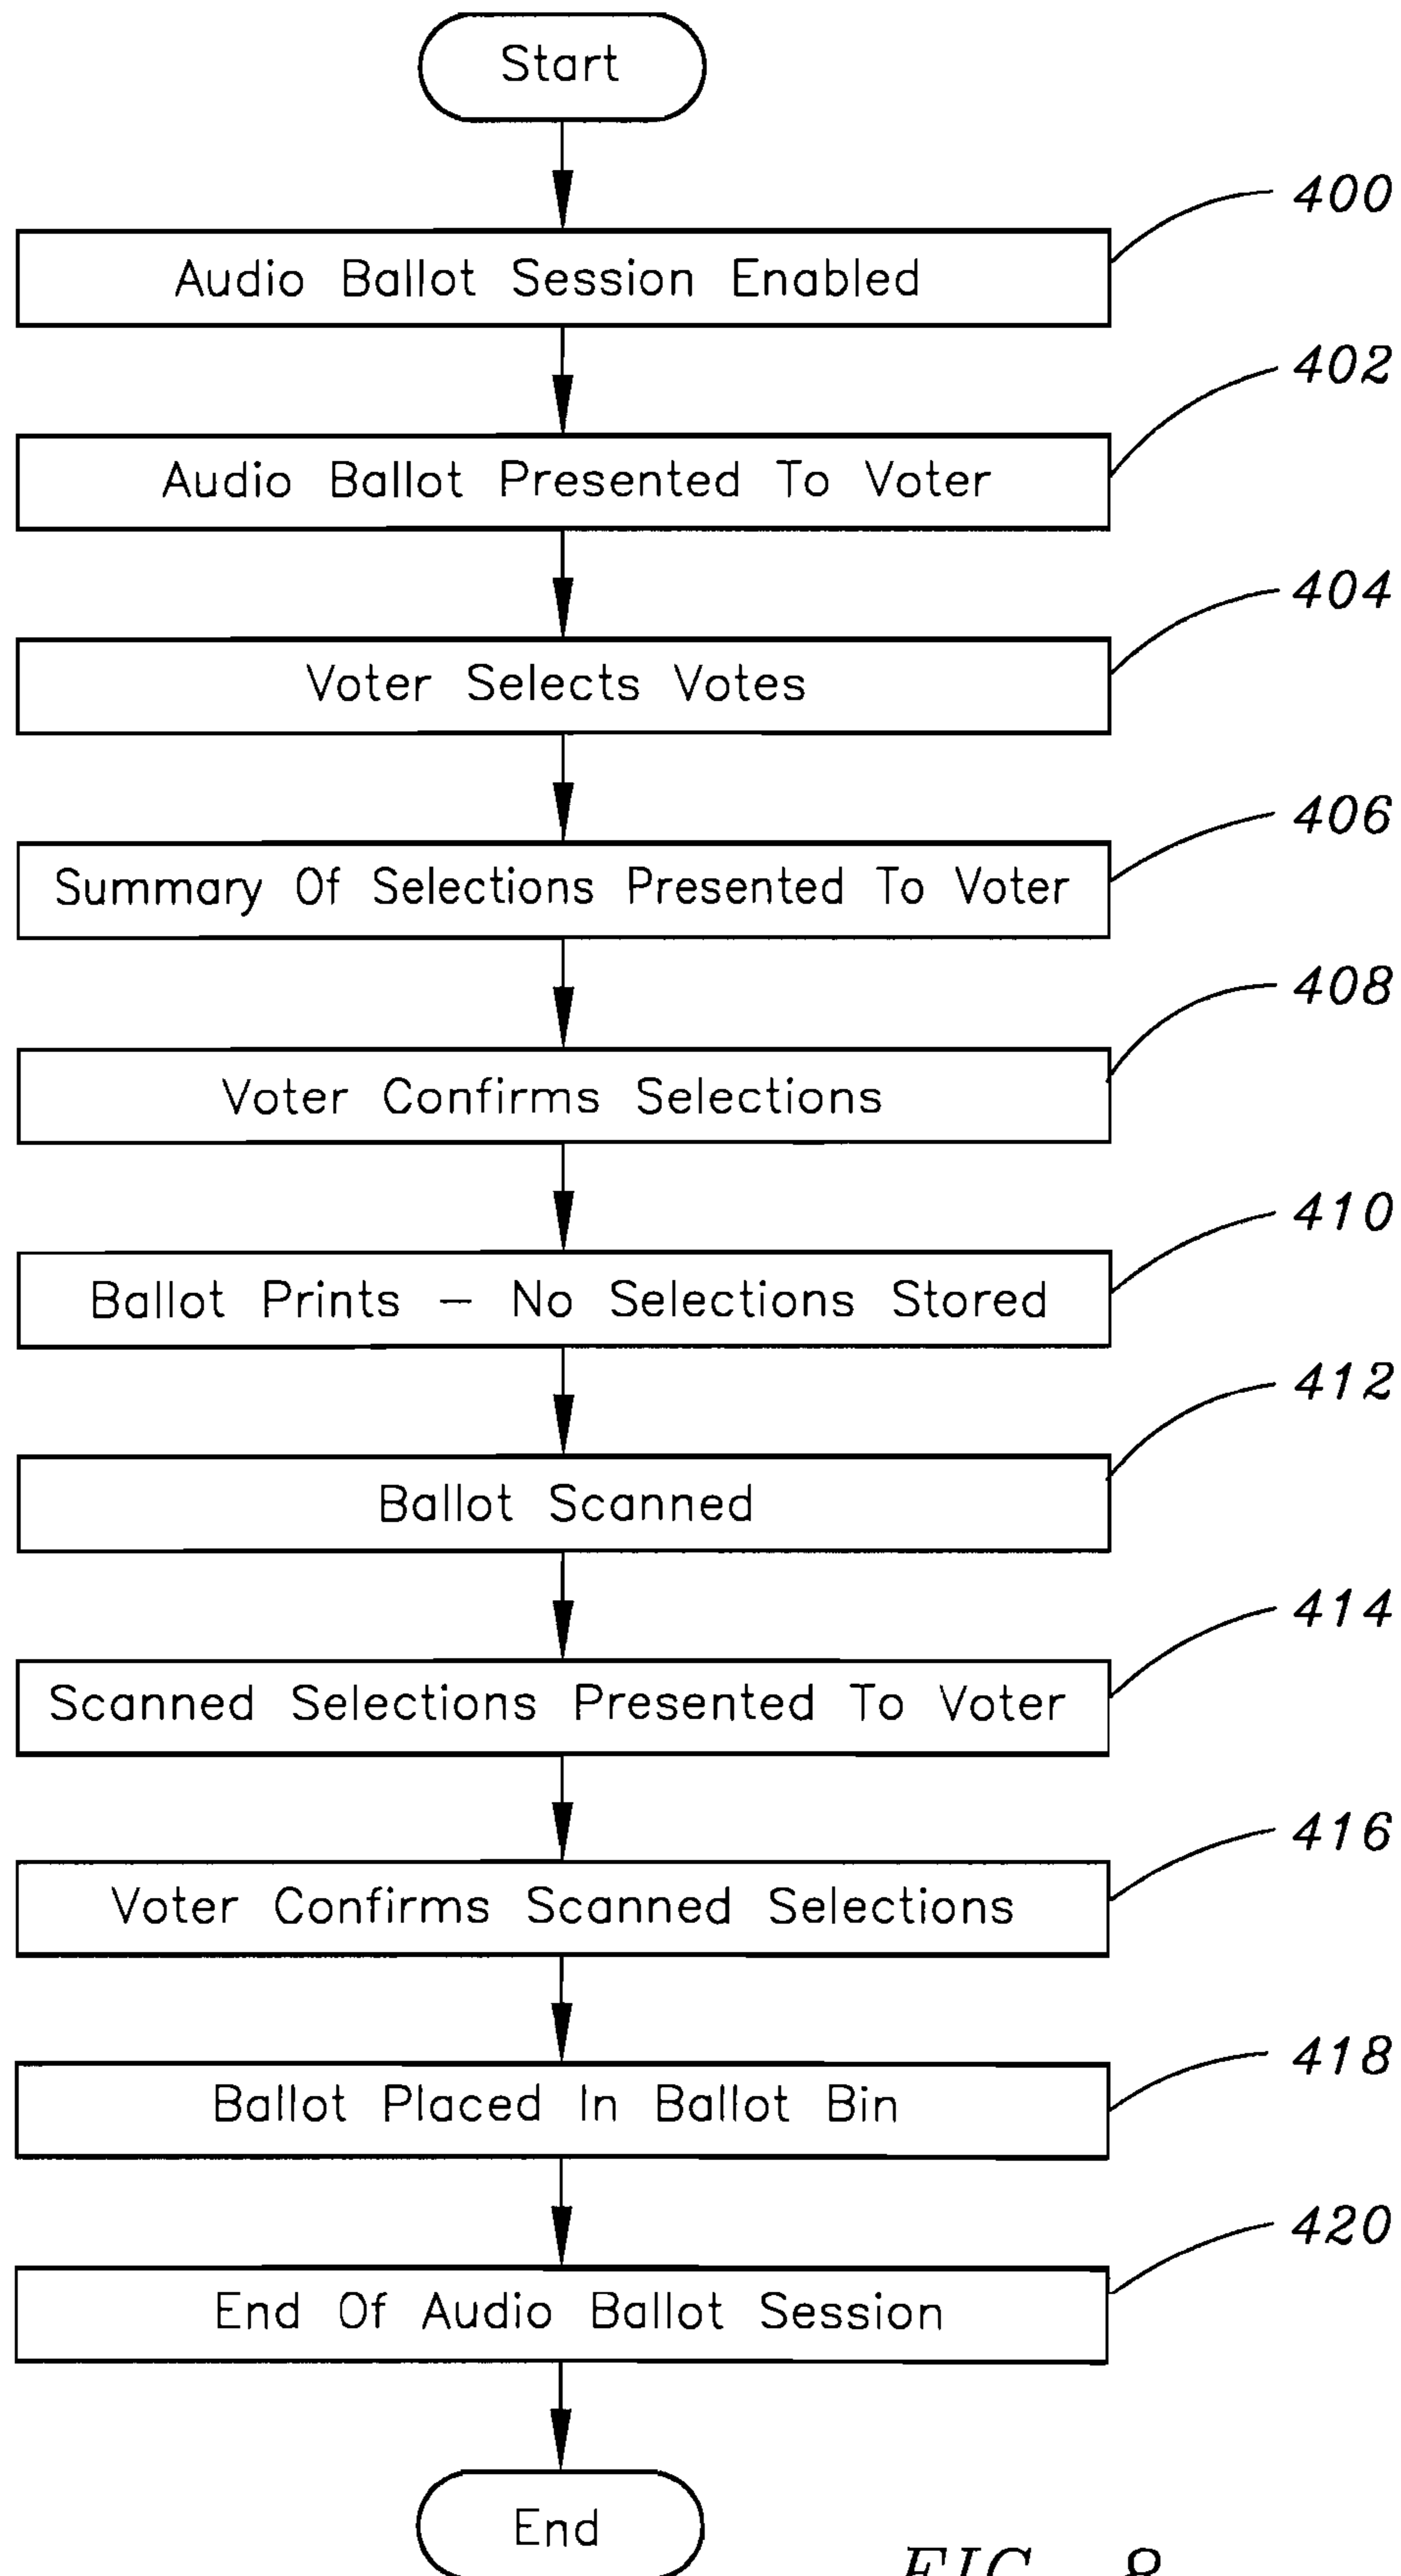 Start
400
Audio Ballot Session Enabled
402
Audio Ballot Presented To Voter
404
Voter Selects Votes
406
Summary Of Selections Presented To Voter
408
Voter Confirms Selections
410
Ballot Prints – No Selections Stored
412
Ballot Scanned
414
Scanned Selections Presented To Voter
416
Voter Confirms Scanned Selections
418
Ballot Placed In Ballot Bin
420
End Of Audio Ballot Session
End
FIG. 8